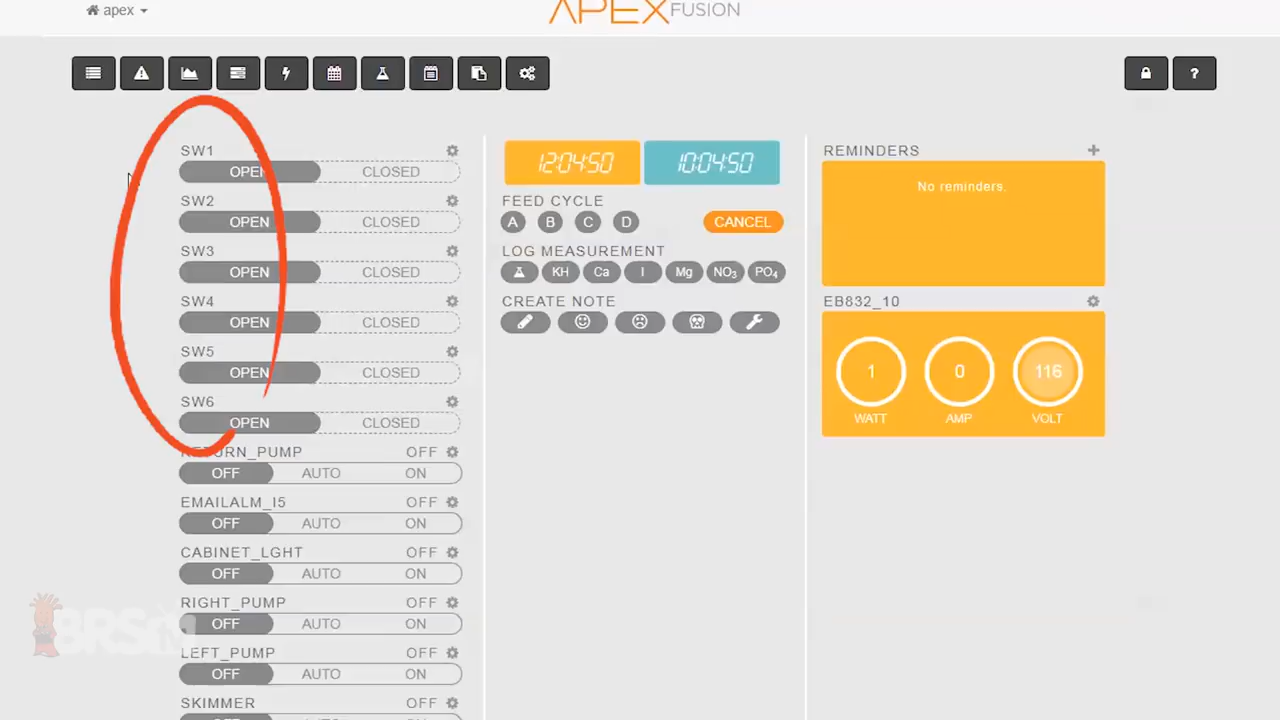 apex
APEX FUSION
SW1
OPEN CLOSED
SW2
OPEN CLOSED
SW3
OPEN CLOSED
SW4
OPEN CLOSED
SW5
OPEN CLOSED
SW6
OPEN CLOSED
RETURN_PUMP OFF
OFF AUTO ON
EMAILALM_I5 OFF
OFF AUTO ON
CABINET_LGHT OFF
OFF AUTO ON
RIGHT_PUMP OFF
OFF AUTO ON
LEFT_PUMP OFF
OFF AUTO ON
SKIMMER OFF
OFF AUTO ON
12:04:50 10:04:50
FEED CYCLE
A B C D CANCEL
LOG MEASUREMENT
KH Ca I Mg NO3 PO4
CREATE NOTE
REMINDERS
No reminders.
EB832_10
1 0 116
WATT AMP VOLT
?
BRS